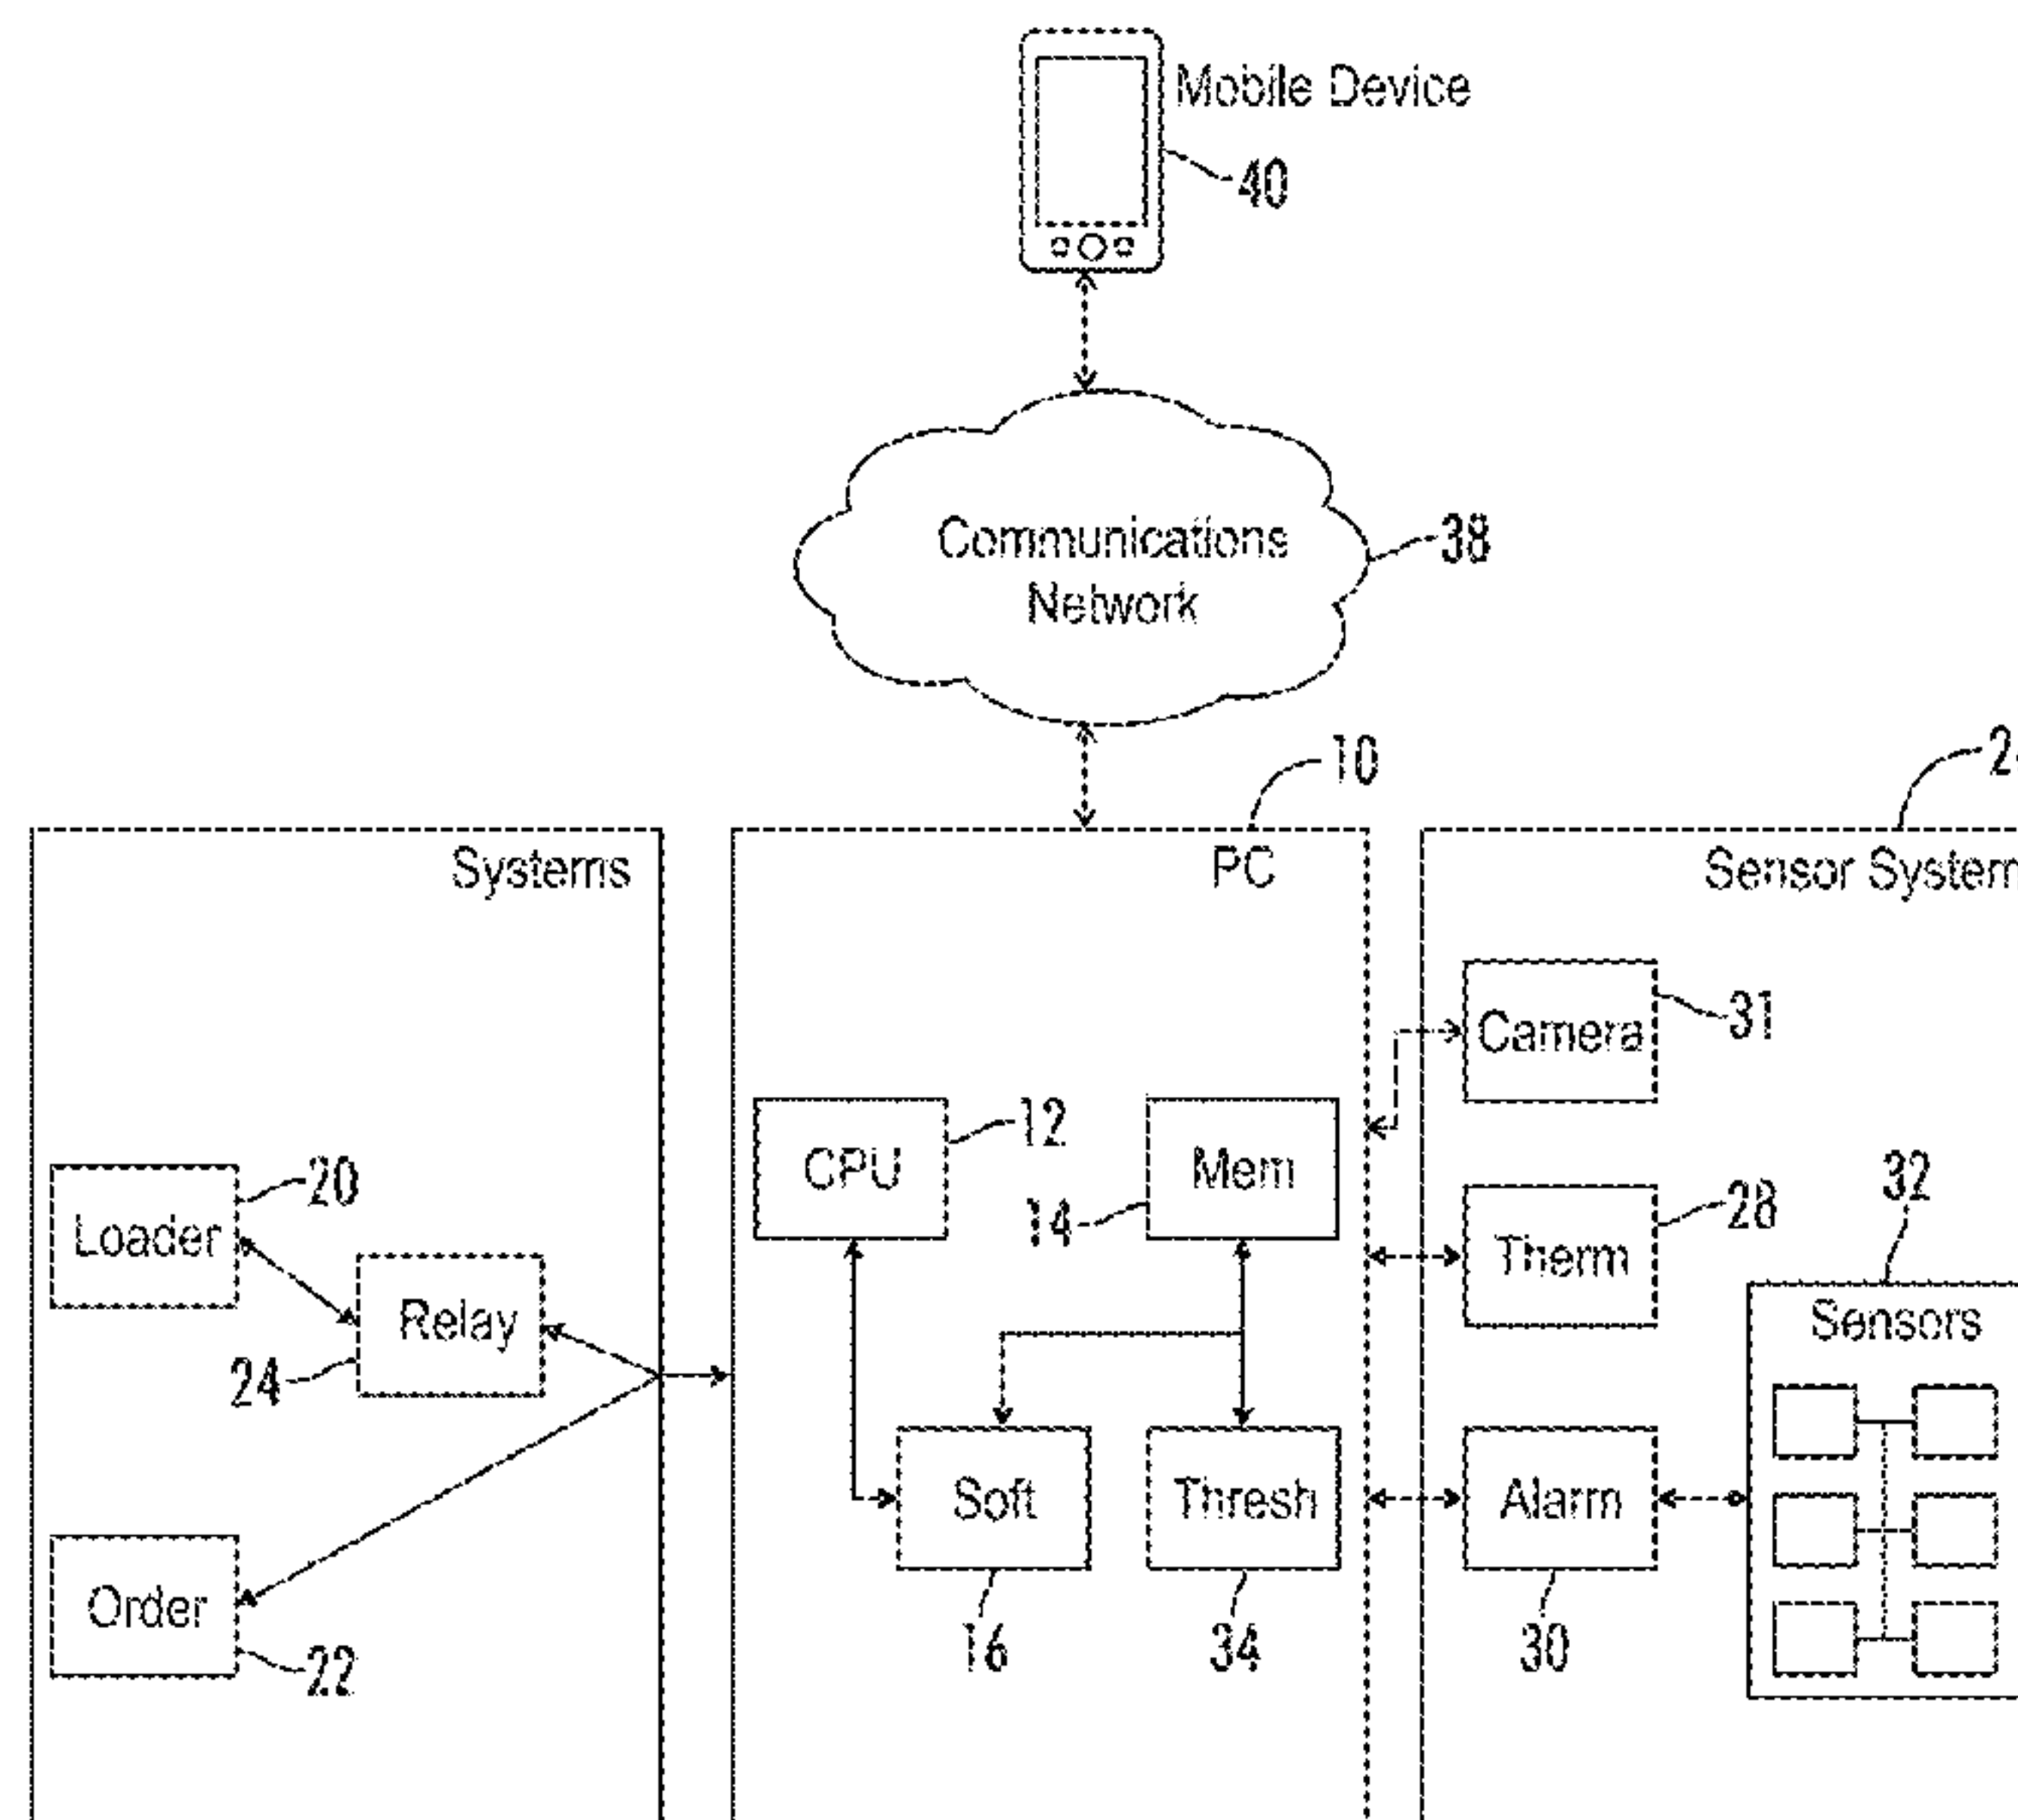 Mobile Device
40
Communications
Network
38
10
Systems
PC
Sensor System
Camera
31
CPU
12
Mem
14
Loader
20
Therm
28
32
Sensors
Relay
24
Soft
Thresh
Alarm
Order
22
16
34
30